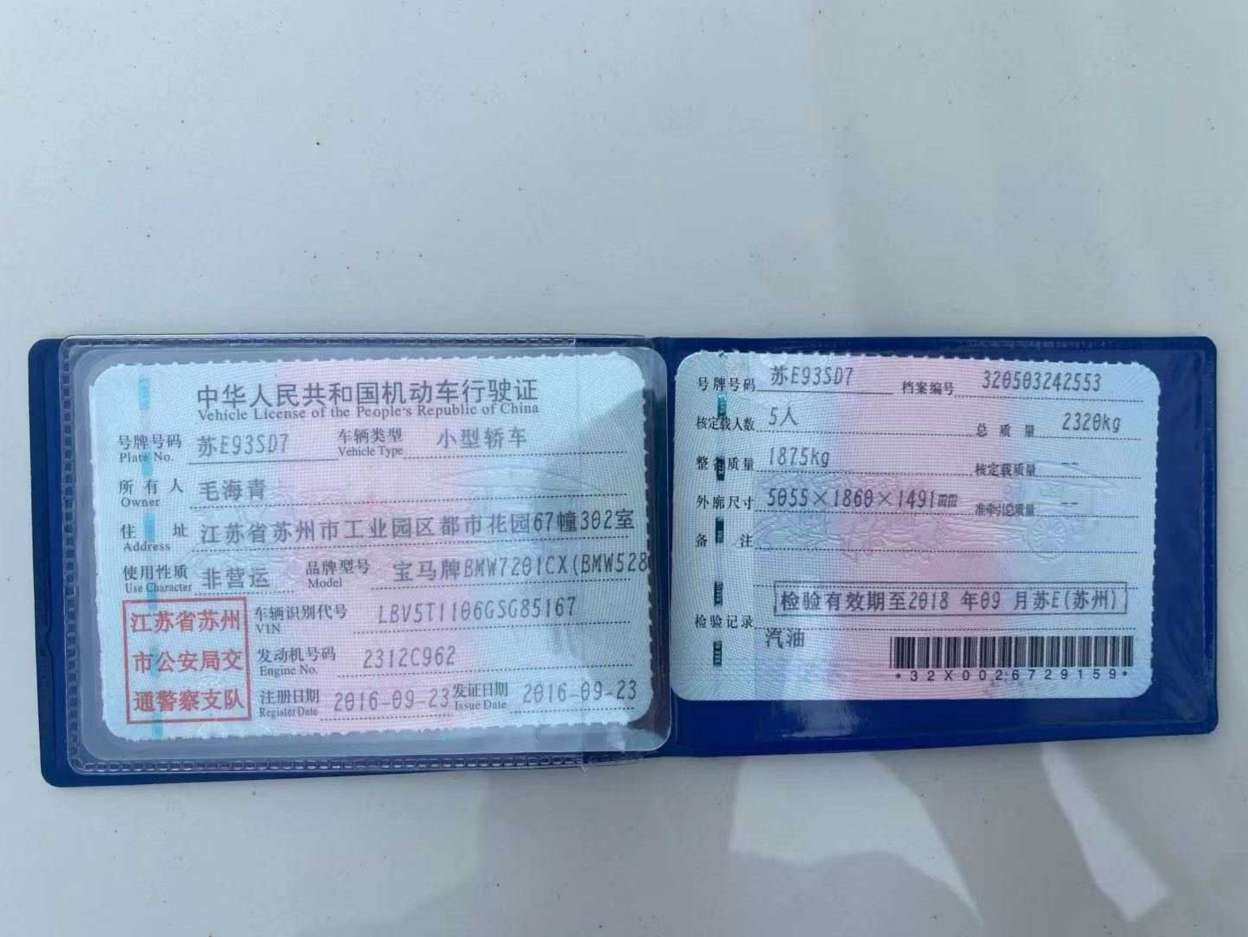 中华人民共和国机动车行驶证
Vehicle License of the People's Republic of China
号牌号码 苏E93SD7 车辆类型 小型轿车
Plate No. Vehicle Type
所有人 毛海青
Owner
住址 江苏省苏州市工业园区都市花园67幢302室
Address
使用性质 非营运 品牌型号 宝马牌BMW7201CX(BMW528
Use Character Model
江苏省苏州
市公安局交
通警察支队
车辆识别代号 LBV5T1106GSG85167
VIN
发动机号码 2312C962
Engine No.
注册日期 2016-09-23 发证日期 2016-09-23
Register Date Issue Date
号牌号码 苏E93SD7 档案编号 320503242553
核定载人数 5人 总质量 2320kg
整备质量 1875kg 核定载质量 --
外廓尺寸 5055×1860×1491mm 准牵引总质量 --
备注
检验有效期至2018 年09 月苏E(苏州)
检验记录
汽油
*32X0026729159*